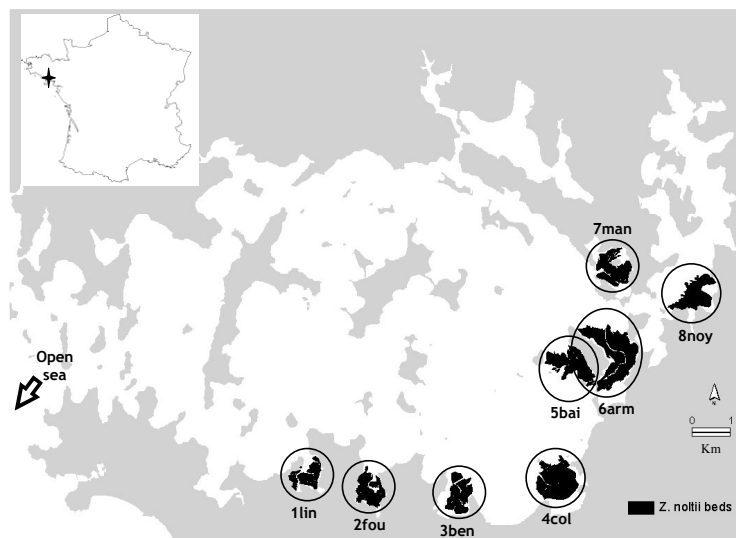 7man
8noy
Open
sea
5bai
6arm
N
0 1
Km
1lin
2fou
3ben
4col
Z. noltii beds